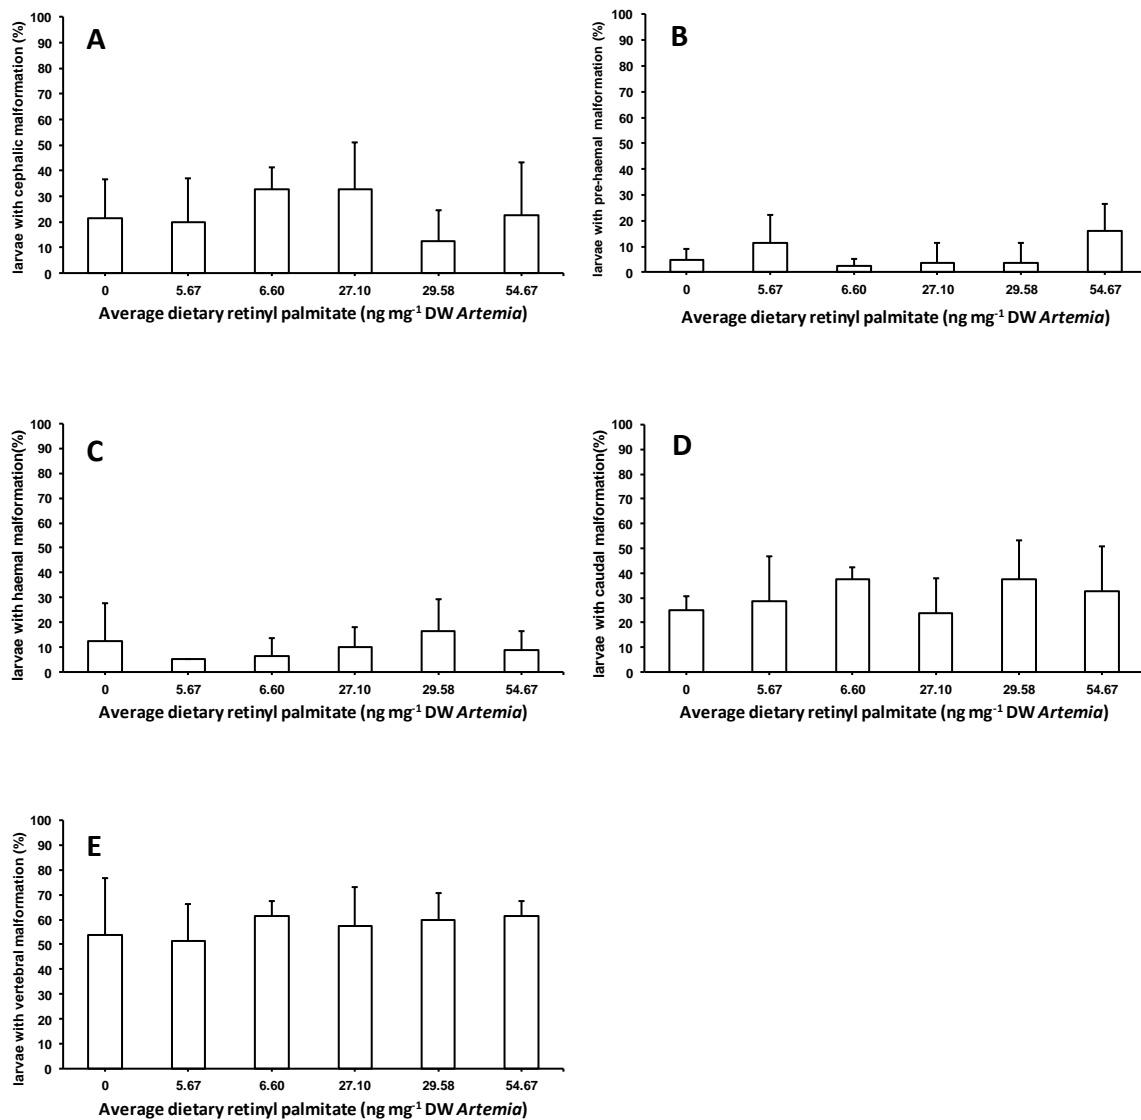 A
larvae with cephalic malformation (%)
100
90
80
70
60
50
40
30
20
10
0
0 5.67 6.60 27.10 29.58 54.67
Average dietary retinyl palmitate (ng mg-1 DW Artemia)
B
larvae with pre-haemal malformation (%)
100
90
80
70
60
50
40
30
20
10
0
0 5.67 6.60 27.10 29.58 54.67
Average dietary retinyl palmitate (ng mg-1 DW Artemia)
C
larvae with haemal malformation(%)
100
90
80
70
60
50
40
30
20
10
0
0 5.67 6.60 27.10 29.58 54.67
Average dietary retinyl palmitate (ng mg-1 DW Artemia)
D
larvae with caudal malformation(%)
100
90
80
70
60
50
40
30
20
10
0
0 5.67 6.60 27.10 29.58 54.67
Average dietary retinyl palmitate (ng mg-1 DW Artemia)
E
larvae with vertebral malformation (%)
100
90
80
70
60
50
40
30
20
10
0
0 5.67 6.60 27.10 29.58 54.67
Average dietary retinyl palmitate (ng mg-1 DW Artemia)